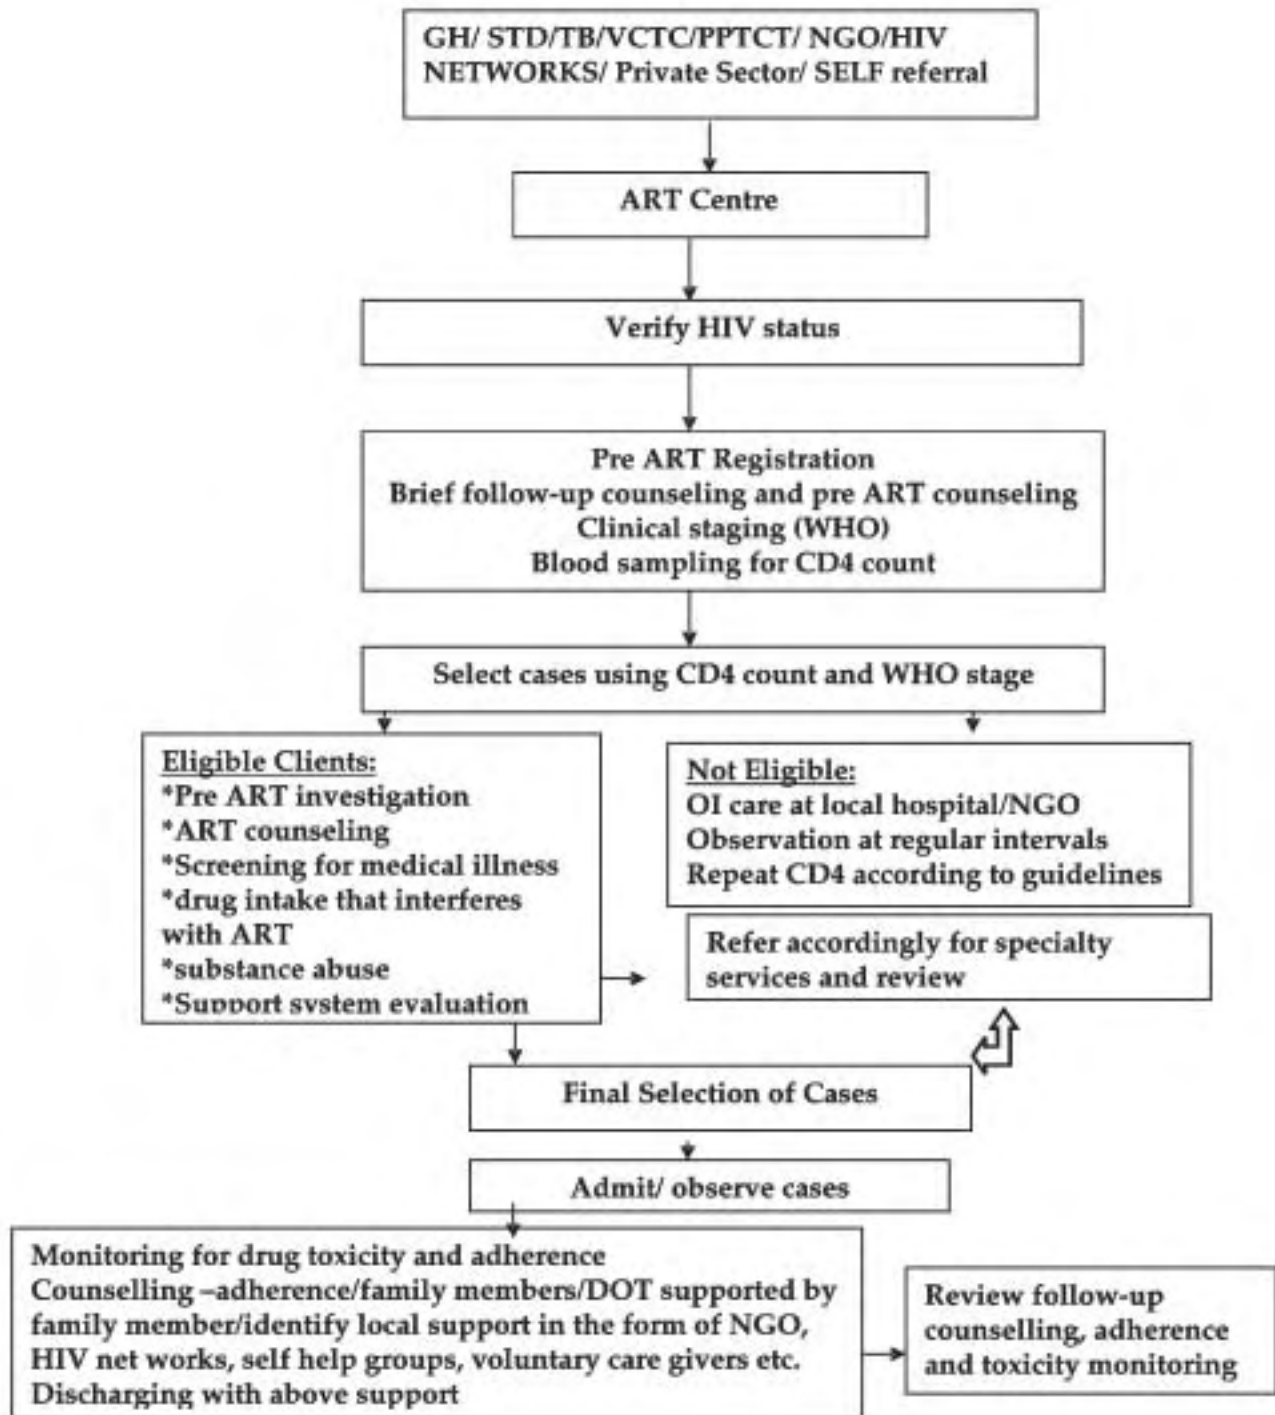 GH/ STD/TB/VCTC/PPTCT/ NGO/HIV
NETWORKS/ Private Sector/ SELF referral
ART Centre
Verify HIV status
Pre ART Registration
Brief follow-up counseling and pre ART counseling
Clinical staging (WHO)
Blood sampling for CD4 count
Select cases using CD4 count and WHO stage
Eligible Clients:
*Pre ART investigation
*ART counseling
*Screening for medical illness
*drug intake that interferes
with ART
*substance abuse
*Support system evaluation
Not Eligible:
OI care at local hospital/NGO
Observation at regular intervals
Repeat CD4 according to guidelines
Refer accordingly for specialty
services and review
Final Selection of Cases
Admit/ observe cases
Monitoring for drug toxicity and adherence
Counselling –adherence/family members/DOT supported by
family member/identify local support in the form of NGO,
HIV net works, self help groups, voluntary care givers etc.
Discharging with above support
Review follow-up
counselling, adherence
and toxicity monitoring